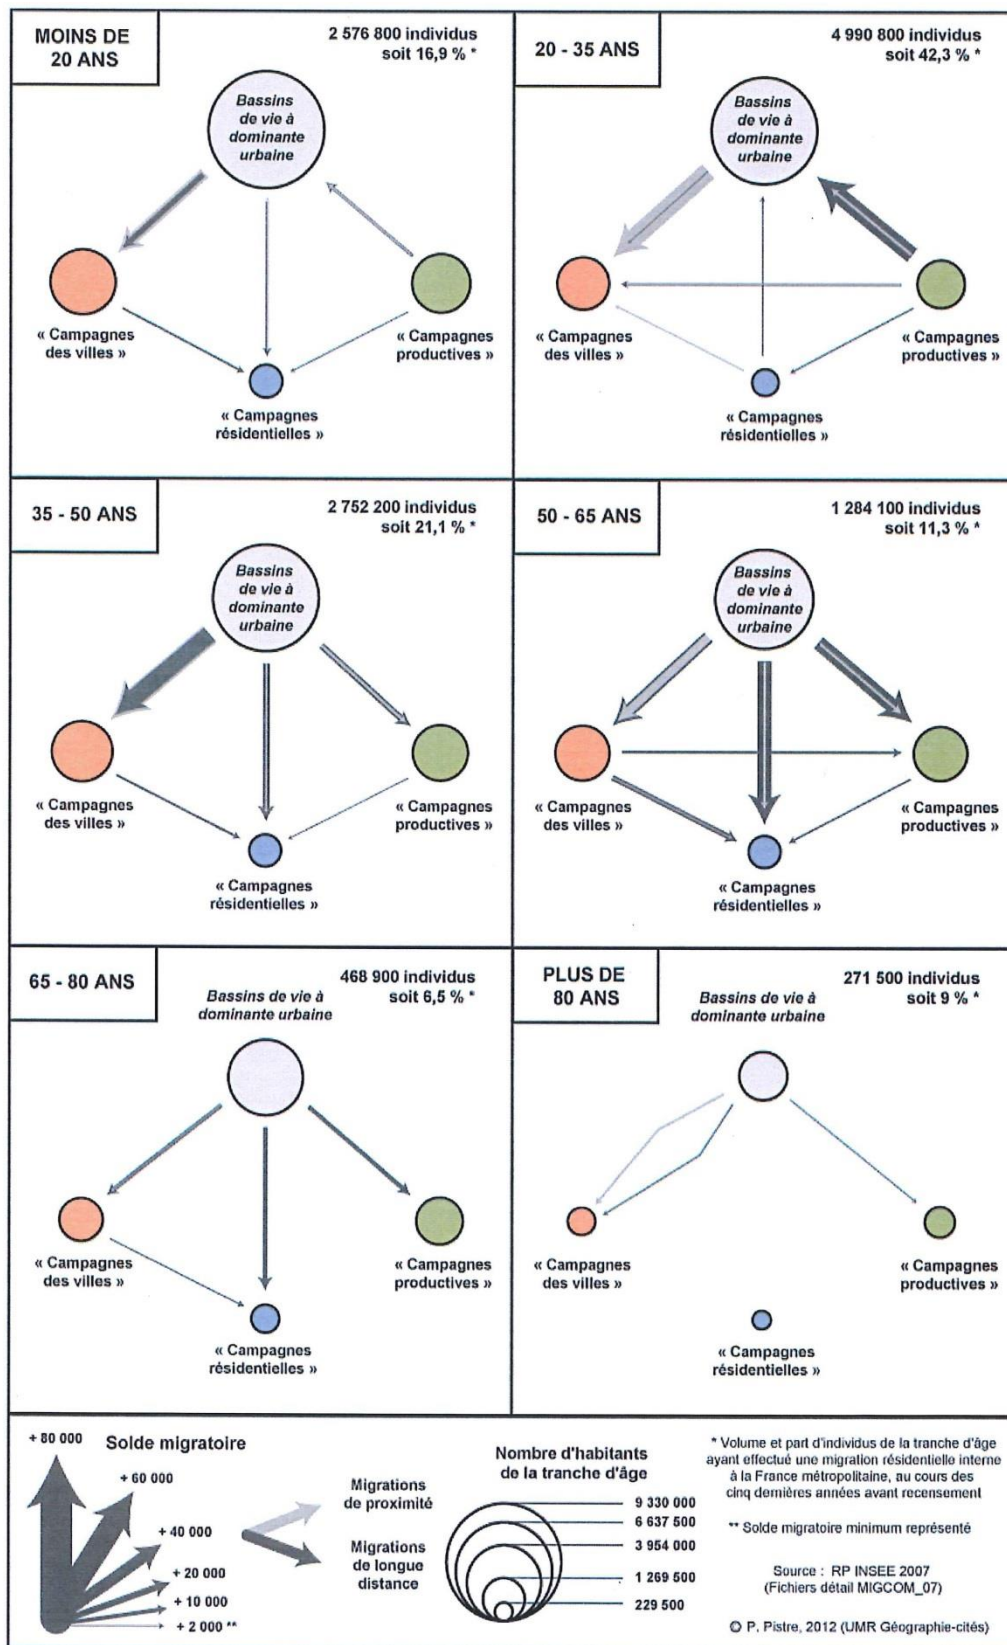 MOINS DE
20 ANS
2 576 800 individus
soit 16,9 % *
Bassins
de vie à
dominante
urbaine
« Campagnes
des villes »
« Campagnes
productives »
« Campagnes
résidentielles »
20 - 35 ANS
4 990 800 individus
soit 42,3 % *
Bassins
de vie à
dominante
urbaine
« Campagnes
des villes »
« Campagnes
productives »
« Campagnes
résidentielles »
35 - 50 ANS
2 752 200 individus
soit 21,1 % *
Bassins
de vie à
dominante
urbaine
« Campagnes
des villes »
« Campagnes
productives »
« Campagnes
résidentielles »
50 - 65 ANS
1 284 100 individus
soit 11,3 % *
Bassins
de vie à
dominante
urbaine
« Campagnes
des villes »
« Campagnes
productives »
« Campagnes
résidentielles »
65 - 80 ANS
468 900 individus
soit 6,5 % *
Bassins de vie à
dominante urbaine
« Campagnes
des villes »
« Campagnes
productives »
« Campagnes
résidentielles »
PLUS DE
80 ANS
271 500 individus
soit 9 % *
Bassins de vie à
dominante urbaine
« Campagnes
des villes »
« Campagnes
productives »
« Campagnes
résidentielles »
Solde migratoire
+ 80 000
+ 60 000
+ 40 000
+ 20 000
+ 10 000
+ 2 000 **
Migrations
de proximité
Migrations
de longue
distance
Nombre d'habitants
de la tranche d'âge
9 330 000
6 637 500
3 954 000
1 269 500
229 500
* Volume et part d'individus de la tranche d'âge
ayant effectué une migration résidentielle interne
à la France métropolitaine, au cours des
cinq dernières années avant recensement
** Solde migratoire minimum représenté
Source : RP INSEE 2007
(Fichiers détail MIGCOM_07)
© P. Pistre, 2012 (UMR Géographie-cités)